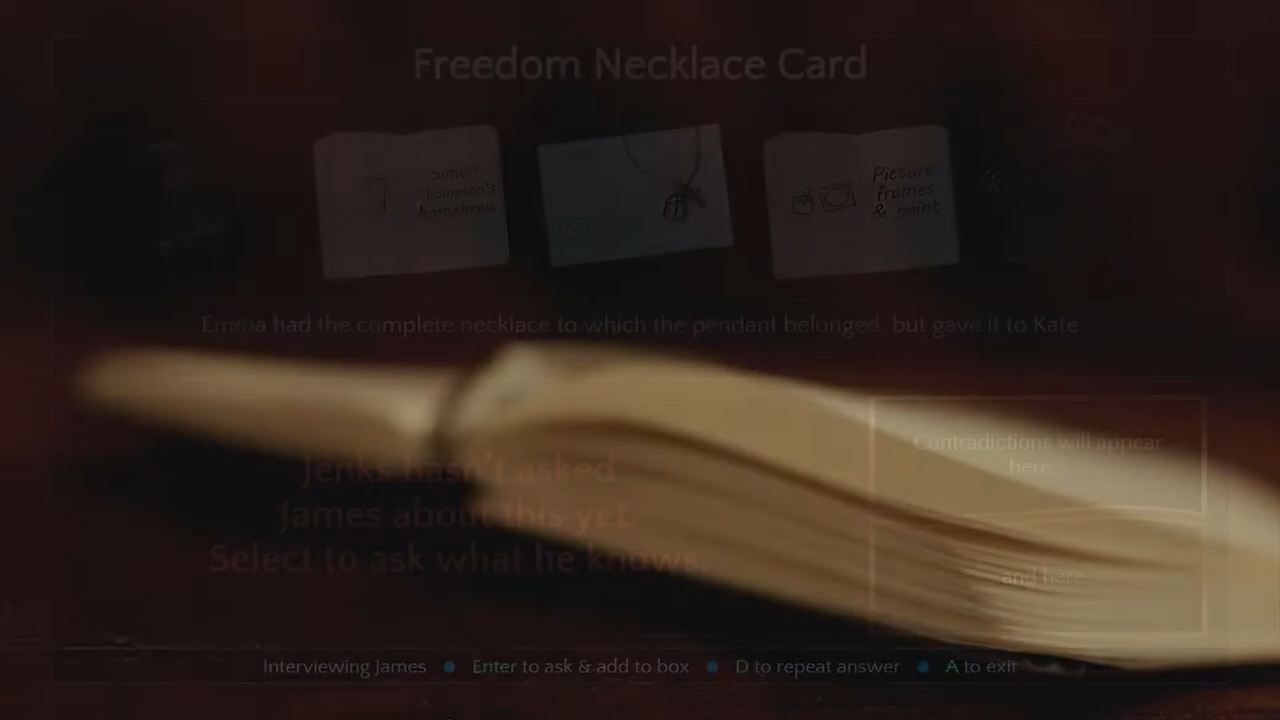 Freedom Necklace Card
Simon
Thompson's
homebrew
FREE
Picture
frames
& paint
Emma had the complete necklace to which the pendant belonged, but gave it to Kate
Contradictions will appear
here...
Jenks hasn't asked
James about this yet.
Select to ask what he knows.
and here
Interviewing James • Enter to ask & add to box • D to repeat answer • A to exit